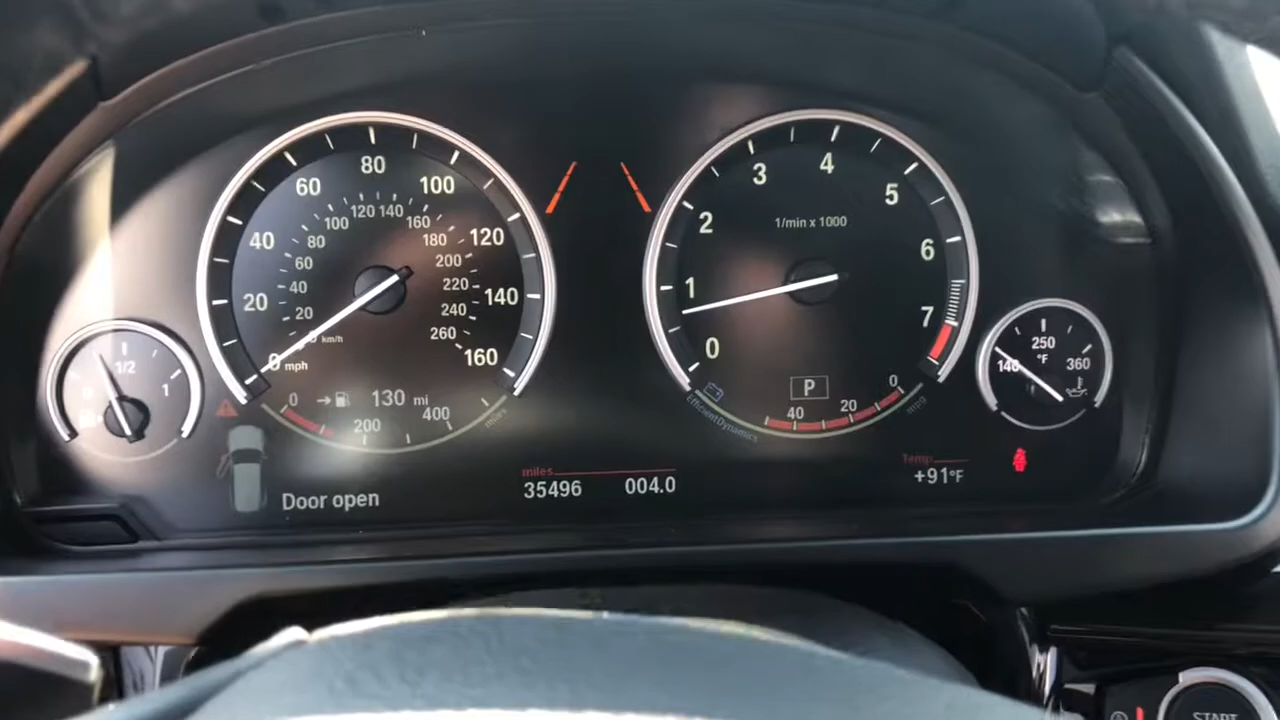 80
60
100
120 140
100
160
40
80
180
120
60
200
40
220
20
140
20
240
260
km/h
0 mph
160
→ 130 mi
0
200
400
miles
Door open
0
1/2
1
4
3
5
1/min x 1000
2
6
1
7
0
P
0
20
40
mpg
EfficientDynamics
250
°F
140
360
miles
35496 004.0
Temp
+91°F
START